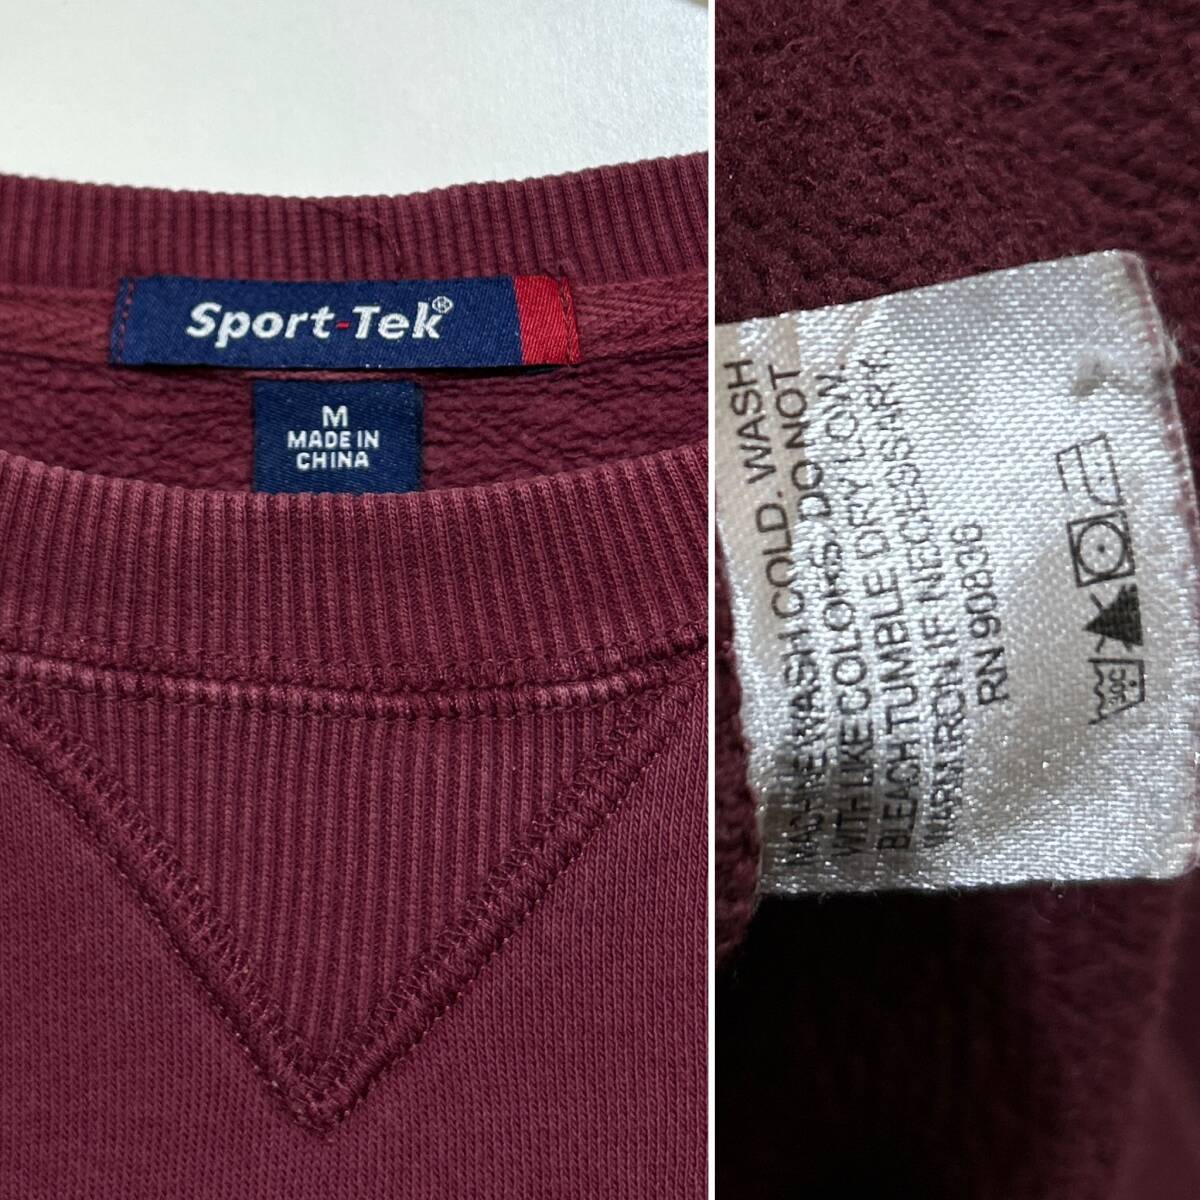 Sport-Tek®
M
MADE IN
CHINA
MACHINE WASH COLD. WASH
WITH LIKE COLORS. DO NOT
BLEACH TUMBLE DRY LOW.
WARM IRON IF NECESSARY.
RN 90836
30C